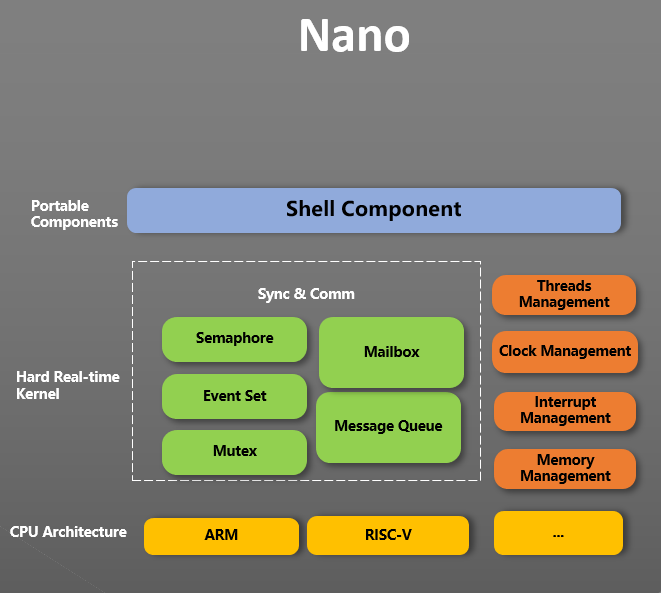 Nano
Portable
Components
Shell Component
Sync & Comm
Semaphore
Mailbox
Event Set
Message Queue
Mutex
Threads
Management
Clock Management
Interrupt
Management
Memory
Management
Hard Real-time
Kernel
CPU Architecture
ARM
RISC-V
...